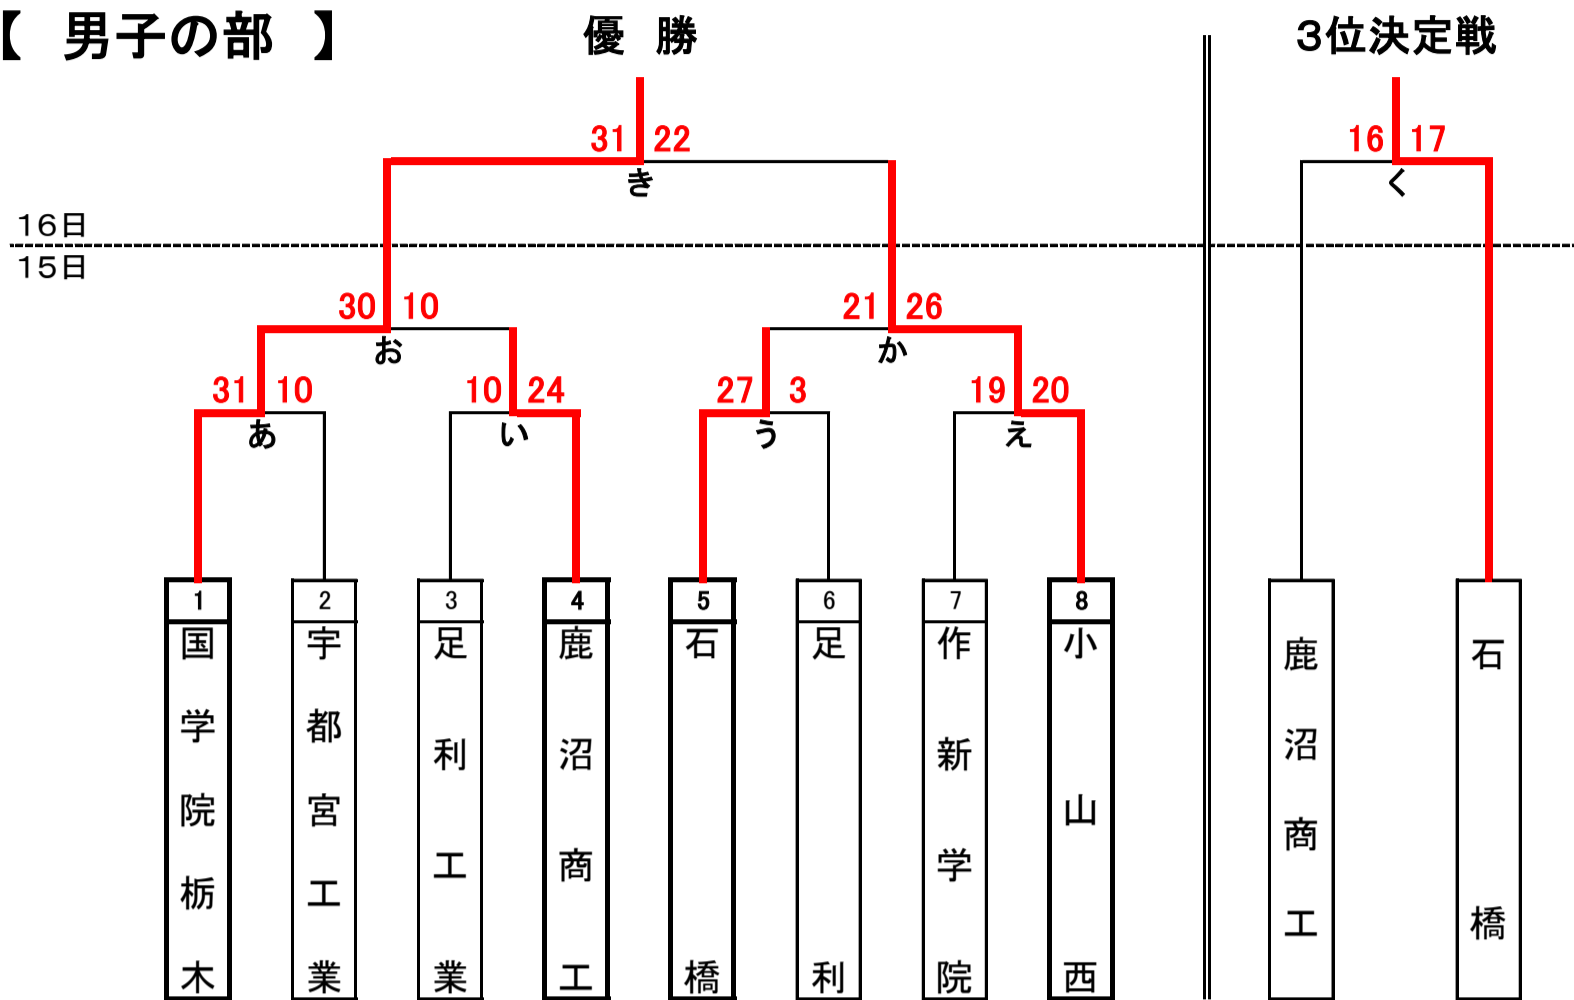 【 男子の部 】
優 勝
3位決定戦
31 22
き
16 17
く
16日
15日
30 10
お
21 26
か
31 10
あ
10 24
い
27 3
う
19 20
え
1
国学院栃木
2
宇都宮工業
3
足利工業
4
鹿沼商工
5
石橋
6
足利
7
作新学院
8
小山西
鹿沼商工
石橋